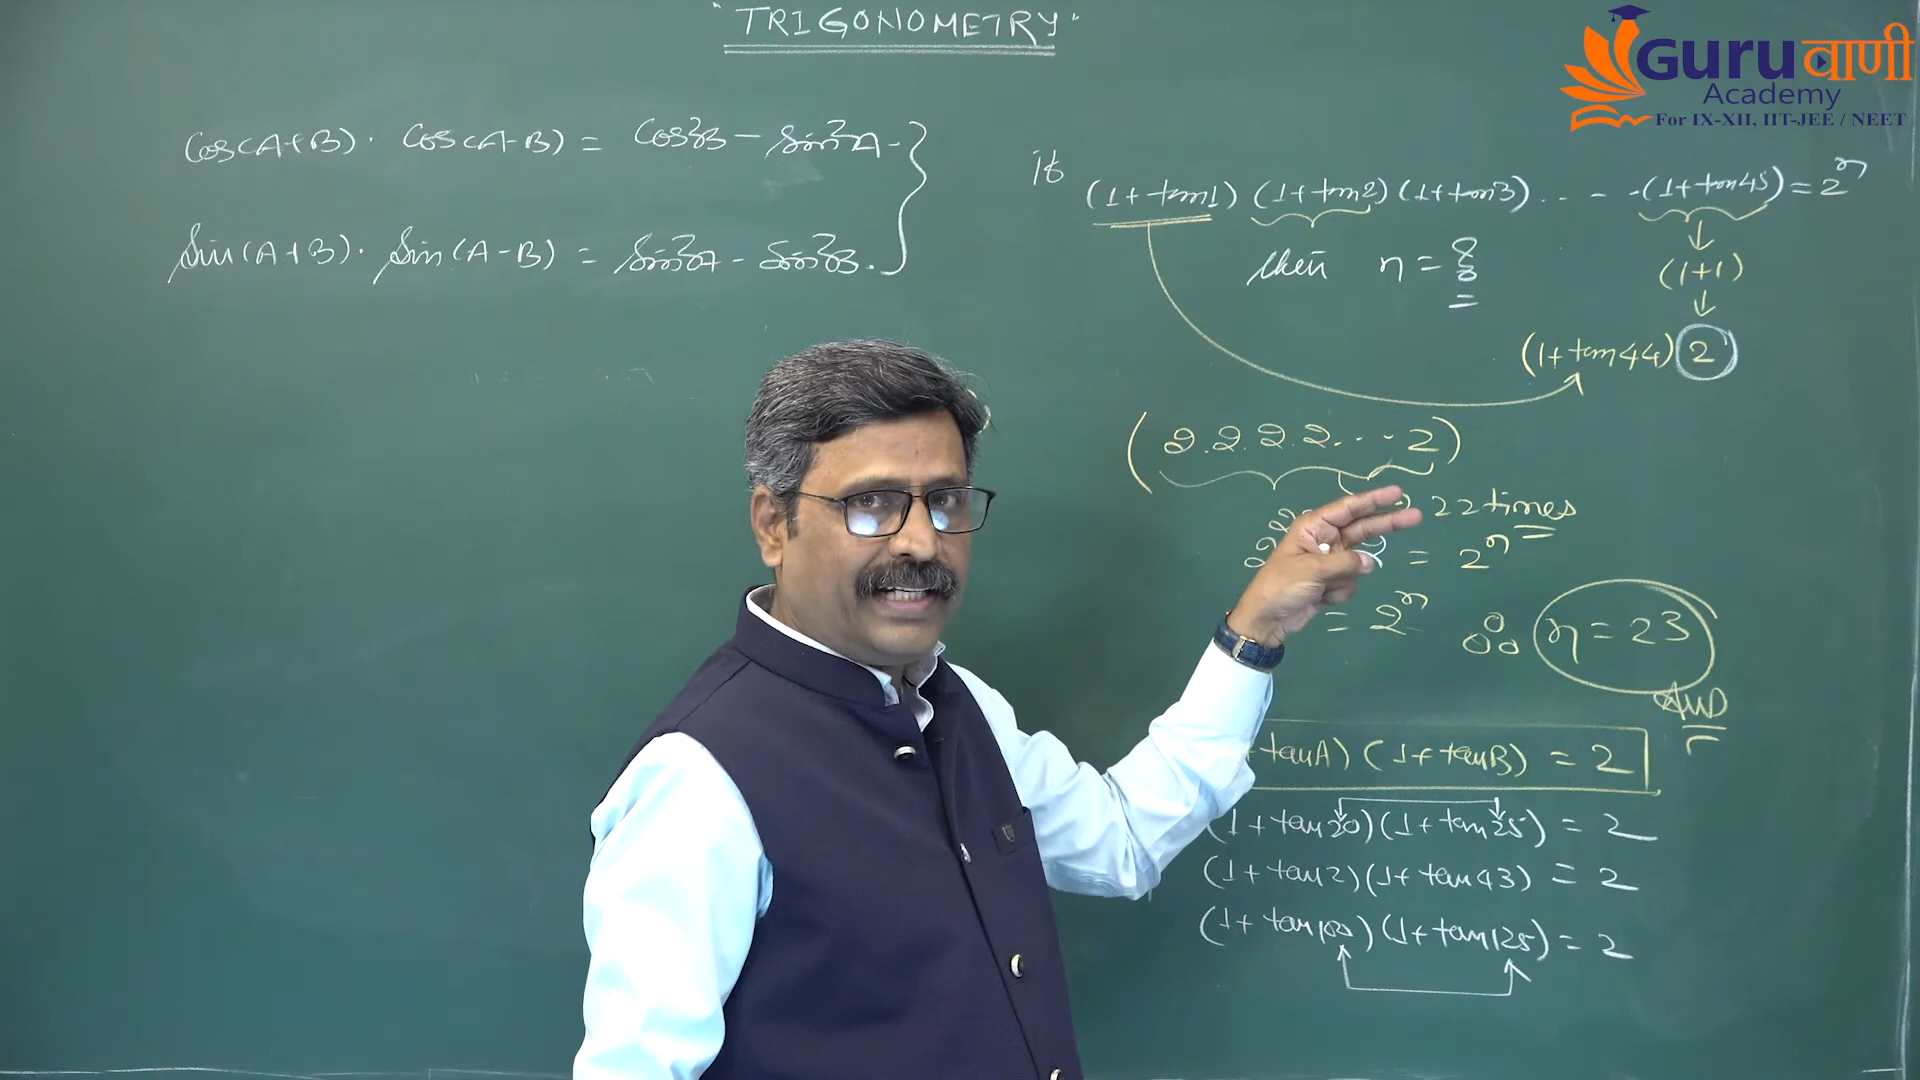 "TRIGONOMETRY"
Guruवाणी
Academy
For IX-XII, IIT-JEE / NEET
cos(A+B). cos(A-B) = cos²B - sin²A.
sin(A+B). sin(A-B) = sin²A - sin²B.
If (1+tan1) (1+tan2) (1+tan3)... - - -(1+tan45) = 2ⁿ
then n = ?
(1+1)
(1+tan44) 2
(2.2.2.2...2)
22 times
= 2ⁿ
= 2ⁿ ∴ n = 23
Ans
tanA) (1+tanB) = 2
(1+tan20)(1+tan25) = 2
(1+tan2)(1+tan43) = 2
(1+tan100)(1+tan125) = 2